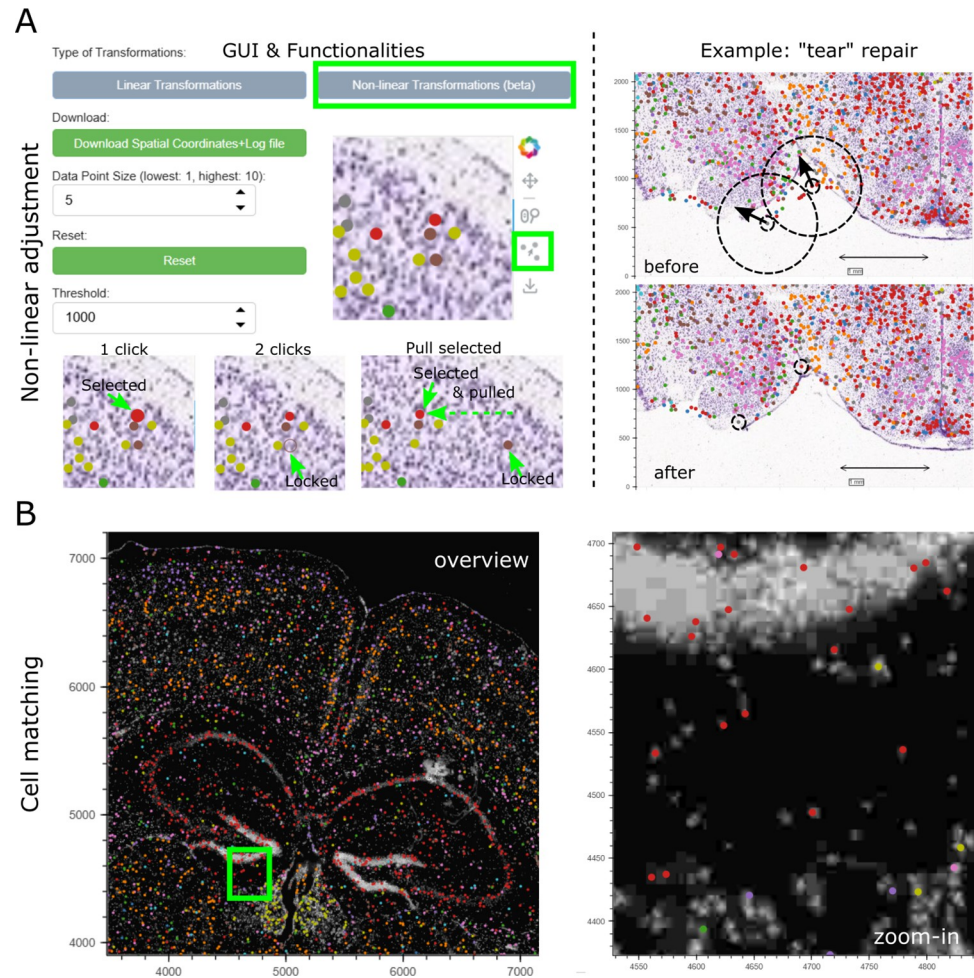 A
GUI & Functionalities
Type of Transformations:
Linear Transformations
Non-linear Transformations (beta)
Download:
Download Spatial Coordinates+Log file
Data Point Size (lowest: 1, highest: 10):
5
Reset:
Reset
Threshold:
1000
Non-linear adjustment
1 click
Selected
2 clicks
Locked
Pull selected
Selected
& pulled
Locked
Example: "tear" repair
2000
1500
1000
500
0
before
1 mm
2000
1500
1000
500
0
after
1 mm
B
Cell matching
overview
7000
6000
5000
4000
4000
5000
6000
7000
4700
4650
4600
4550
4500
4450
4400
zoom-in
4550
4600
4650
4700
4750
4800